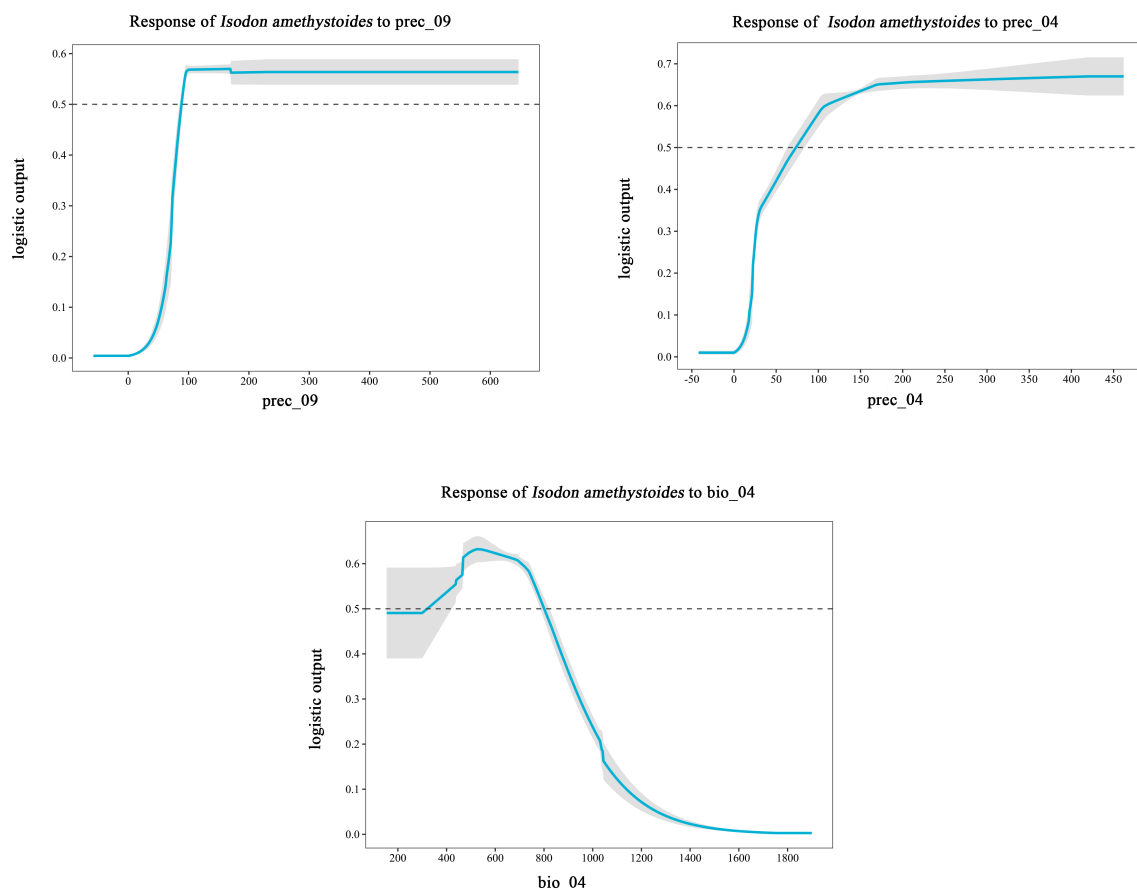 Response of Isodon amethystoides to prec_09
0.6
0.5
0.4
0.3
0.2
0.1
0.0
logistic output
0 100 200 300 400 500 600
prec_09
Response of Isodon amethystoides to prec_04
0.7
0.6
0.5
0.4
0.3
0.2
0.1
0.0
logistic output
-50 0 50 100 150 200 250 300 350 400 450
prec_04
Response of Isodon amethystoides to bio_04
0.6
0.5
0.4
0.3
0.2
0.1
0.0
logistic output
200 400 600 800 1000 1200 1400 1600 1800
bio_04